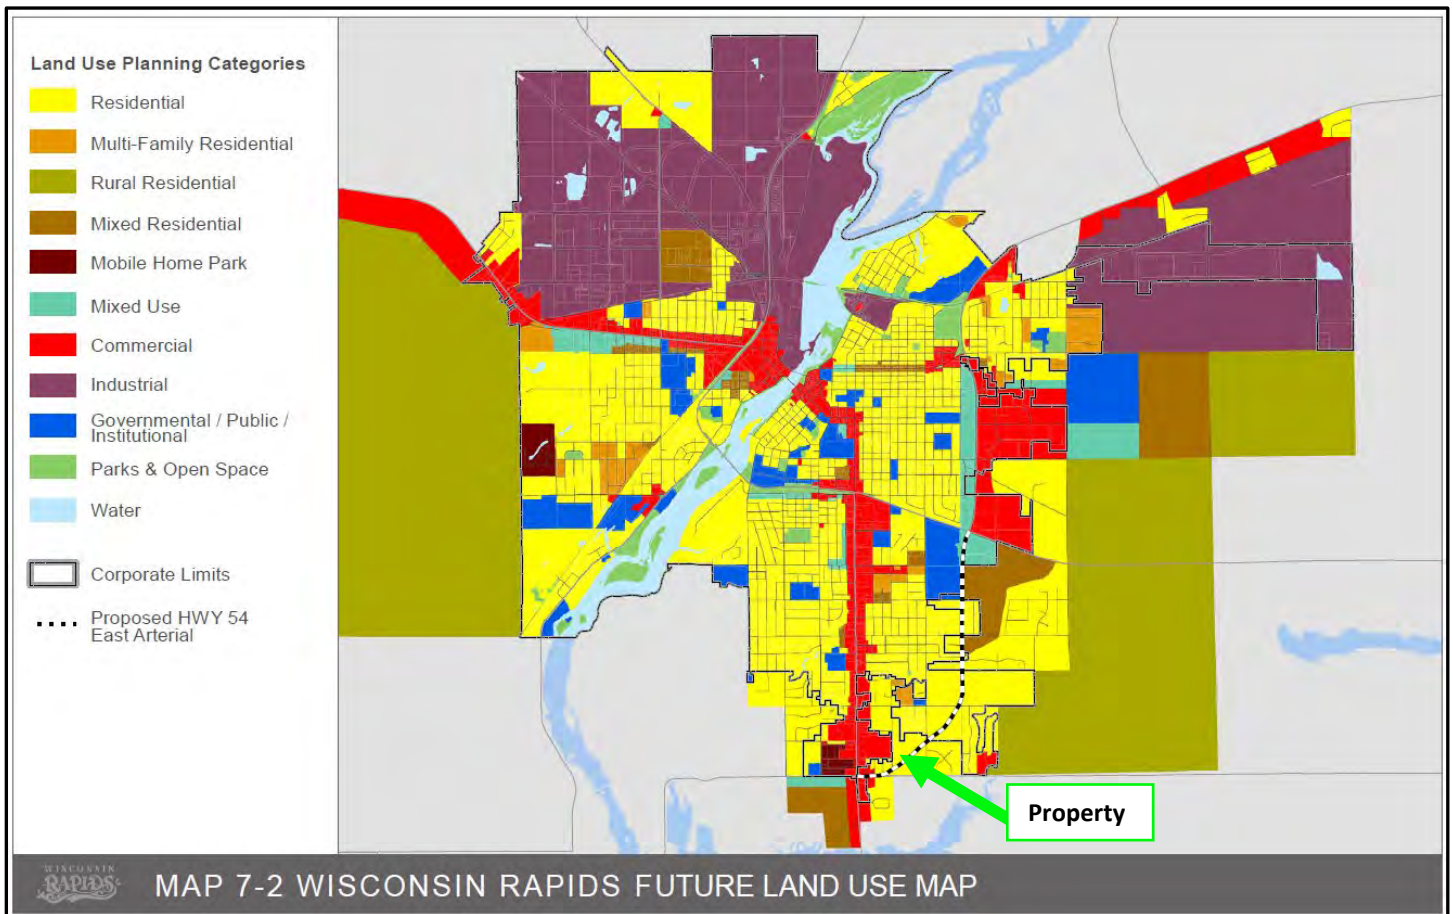 Land Use Planning Categories
Residential
Multi-Family Residential
Rural Residential
Mixed Residential
Mobile Home Park
Mixed Use
Commercial
Industrial
Governmental / Public /
Institutional
Parks & Open Space
Water
Corporate Limits
Proposed HWY 54
East Arterial
Property
WISCONSIN
RAPIDS
MAP 7-2 WISCONSIN RAPIDS FUTURE LAND USE MAP